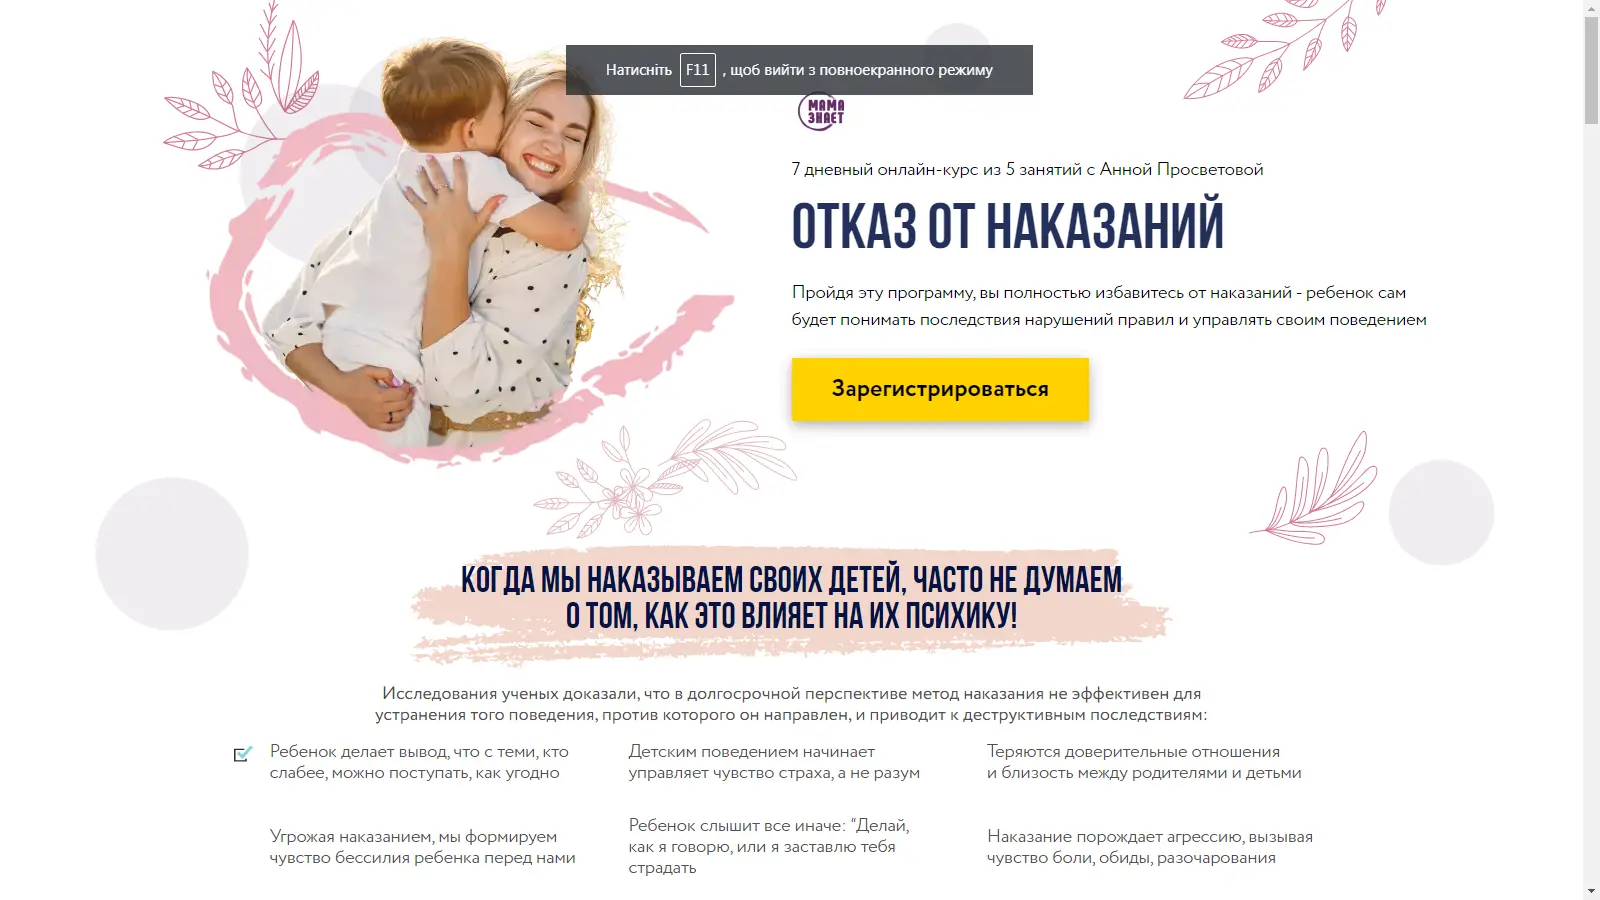 Натисніть F11 , щоб вийти з повноекранного режиму
МАМА
ЗНАЕТ
7 дневный онлайн-курс из 5 занятий с Анной Просветовой
ОТКАЗ ОТ НАКАЗАНИЙ
Пройдя эту программу, вы полностью избавитесь от наказаний - ребенок сам
будет понимать последствия нарушений правил и управлять своим поведением
Зарегистрироваться
КОГДА МЫ НАКАЗЫВАЕМ СВОИХ ДЕТЕЙ, ЧАСТО НЕ ДУМАЕМ
О ТОМ, КАК ЭТО ВЛИЯЕТ НА ИХ ПСИХИКУ!
Исследования ученых доказали, что в долгосрочной перспективе метод наказания не эффективен для
устранения того поведения, против которого он направлен, и приводит к деструктивным последствиям:
Ребенок делает вывод, что с теми, кто
слабее, можно поступать, как угодно
Детским поведением начинает
управляет чувство страха, а не разум
Теряются доверительные отношения
и близость между родителями и детьми
Угрожая наказанием, мы формируем
чувство бессилия ребенка перед нами
Ребенок слышит все иначе: “Делай,
как я говорю, или я заставлю тебя
страдать
Наказание порождает агрессию, вызывая
чувство боли, обиды, разочарования